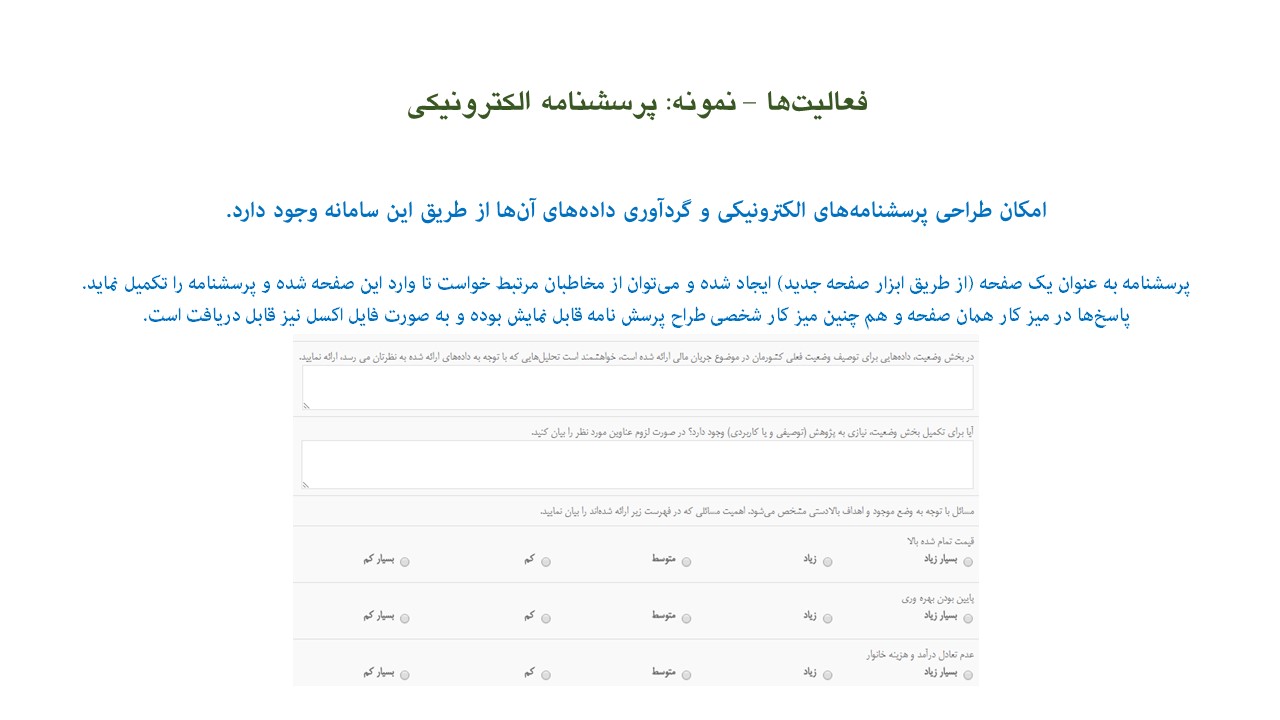 فعالیت‌ها – نمونه: پرسشنامه الکترونیکی
امکان طراحی پرسشنامه‌های الکترونیکی و گردآوری داده‌های آن‌ها از طریق این سامانه وجود دارد.
پرسشنامه به عنوان یک صفحه (از طریق ابزار صفحه جدید) ایجاد شده و می‌توان از مخاطبان مرتبط خواست تا وارد این صفحه شده و پرسشنامه را تکمیل نماید.
پاسخ‌ها در میز کار همان صفحه و هم چنین میز کار شخصی طراح پرسش نامه قابل نمایش بوده و به صورت فایل اکسل نیز قابل دریافت است.
در بخش وضعیت، داده‌هایی برای توصیف وضعیت فعلی کشورمان در موضوع جریان مالی ارائه شده است. خواهشمند است تحلیل‌هایی که با توجه به داده‌های ارائه شده به نظرتان می رسد، ارائه نمایید.
آیا برای تکمیل بخش وضعیت، نیازی به پژوهش (توصیفی و یا کاربردی) وجود دارد؟ در صورت لزوم عناوین مورد نظر را بیان کنید.
مسائل با توجه به وضع موجود و اهداف بالادستی مشخص می‌شود. اهمیت مسائلی که در فهرست زیر ارائه شده‌اند را بیان نمایید.
قیمت تمام شده بالا
بسیار زیاد زیاد متوسط کم بسیار کم
پایین بودن بهره وری
بسیار زیاد زیاد متوسط کم بسیار کم
عدم تعادل درآمد و هزینه خانوار
بسیار زیاد زیاد متوسط کم بسیار کم